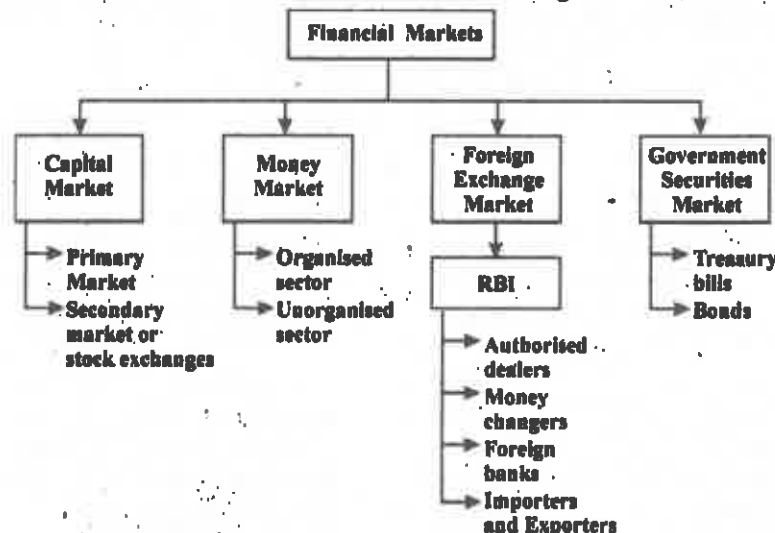 Financial Markets
Capital
Market
Money
Market
Foreign
Exchange
Market
Government
Securities
Market
Primary
Market
Secondary
market or
stock exchanges
Organised
sector
Unorganised
sector
RBI
Authorised
dealers
Money
changers
Foreign
banks
Importers
and Exporters
Treasury
bills
Bonds